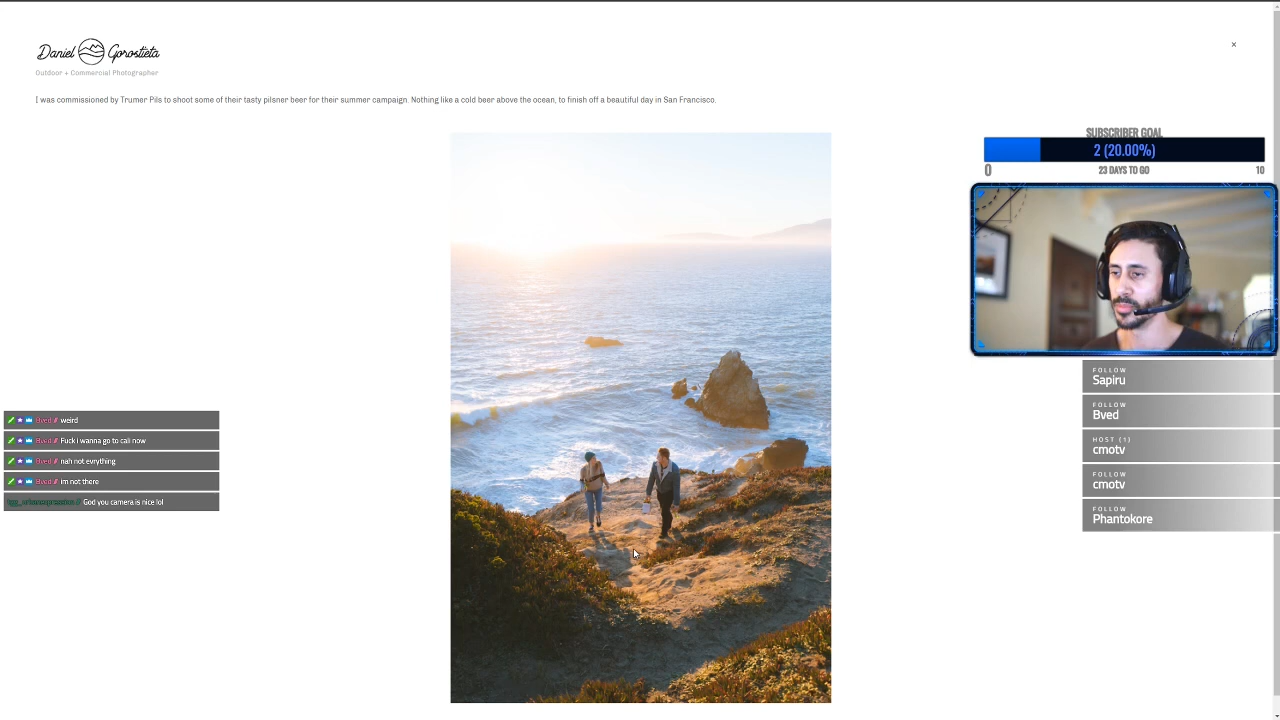 Daniel Gorostieta
Outdoor + Commercial Photographer
×
I was commissioned by Trumer Pils to shoot some of their tasty pilsner beer for their summer campaign. Nothing like a cold beer above the ocean, to finish off a beautiful day in San Francisco.
SUBSCRIBER GOAL
2 (20.00%)
0 23 DAYS TO GO 10
FOLLOW
Sapiru
FOLLOW
Bved
HOST (1)
cmotv
FOLLOW
cmotv
FOLLOW
Phantokore
Bved // weird
Bved // Fuck i wanna go to cali now
Bved // nah not evrything
Bved // im not there
// God you camera is nice lol